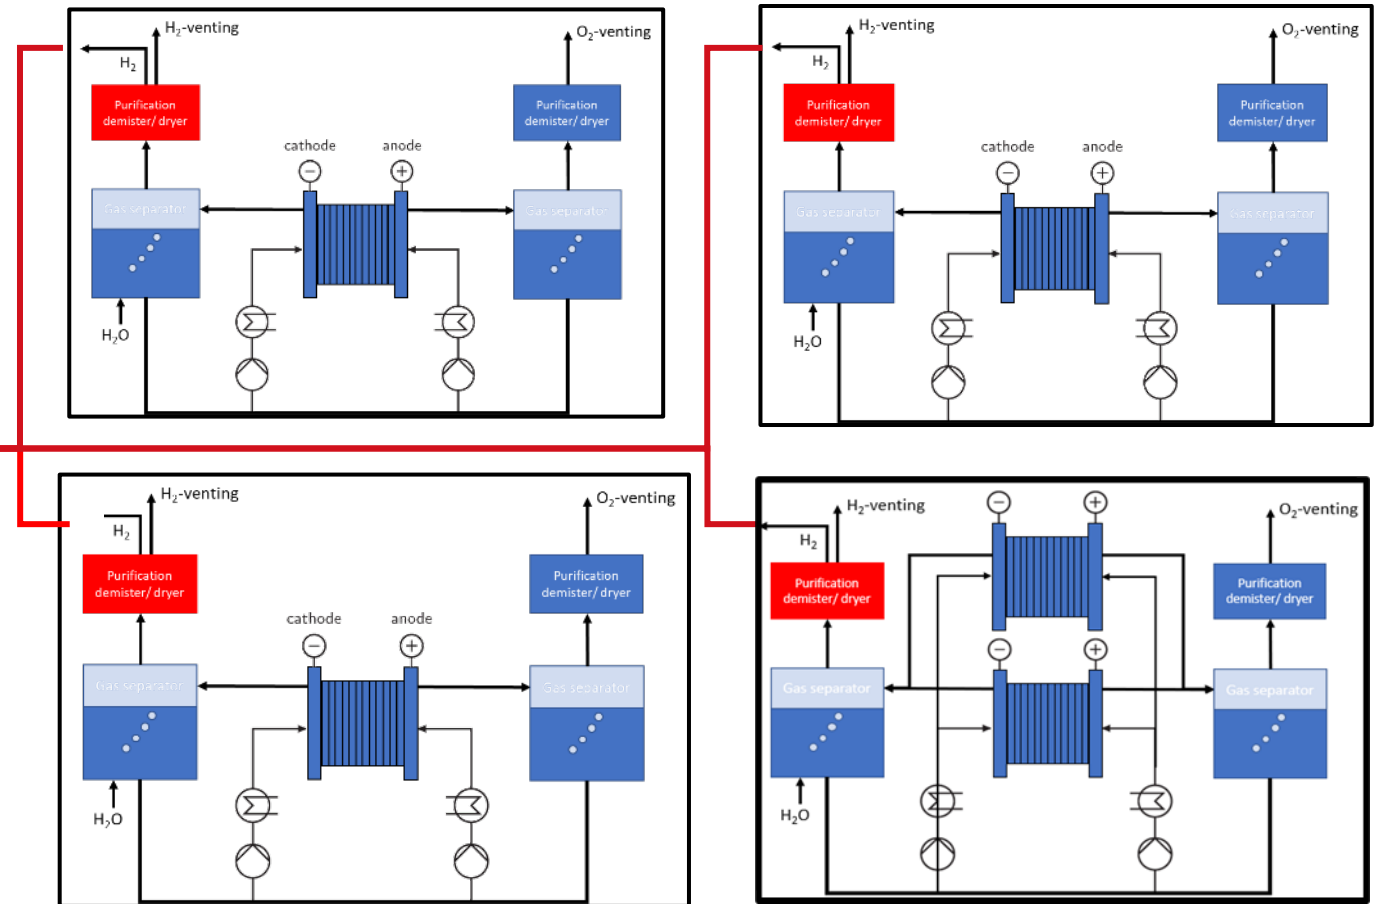 H₂-venting
O₂-venting
H₂
Purification
demister/ dryer
Purification
demister/ dryer
cathode
anode
−
+
Gas separator
Gas separator
H₂O
H₂-venting
O₂-venting
H₂
Purification
demister/ dryer
Purification
demister/ dryer
cathode
anode
−
+
Gas separator
Gas separator
H₂O
H₂-venting
O₂-venting
H₂
Purification
demister/ dryer
Purification
demister/ dryer
cathode
anode
−
+
Gas separator
Gas separator
H₂O
H₂-venting
O₂-venting
−
+
H₂
Purification
demister/ dryer
Purification
demister/ dryer
−
+
Gas separator
Gas separator
H₂O